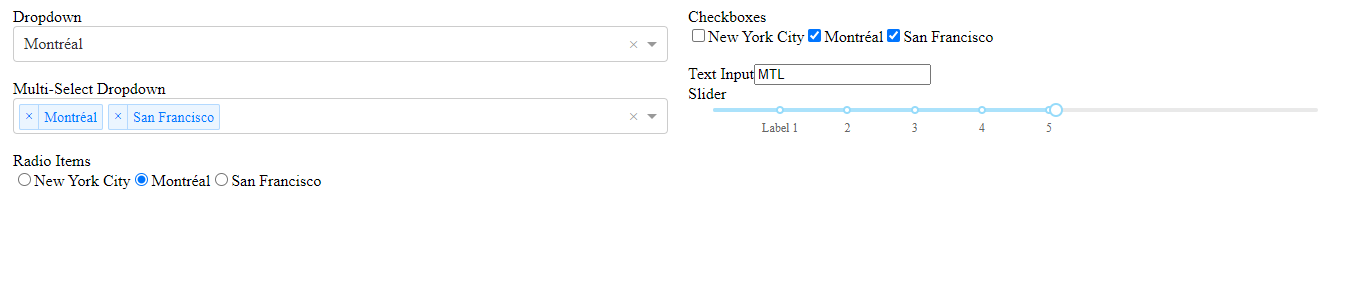 Dropdown
Montréal
Multi-Select Dropdown
× Montréal × San Francisco
Radio Items
New York City Montréal San Francisco
Checkboxes
New York City Montréal San Francisco
Text Input MTL
Slider
Label 1 2 3 4 5